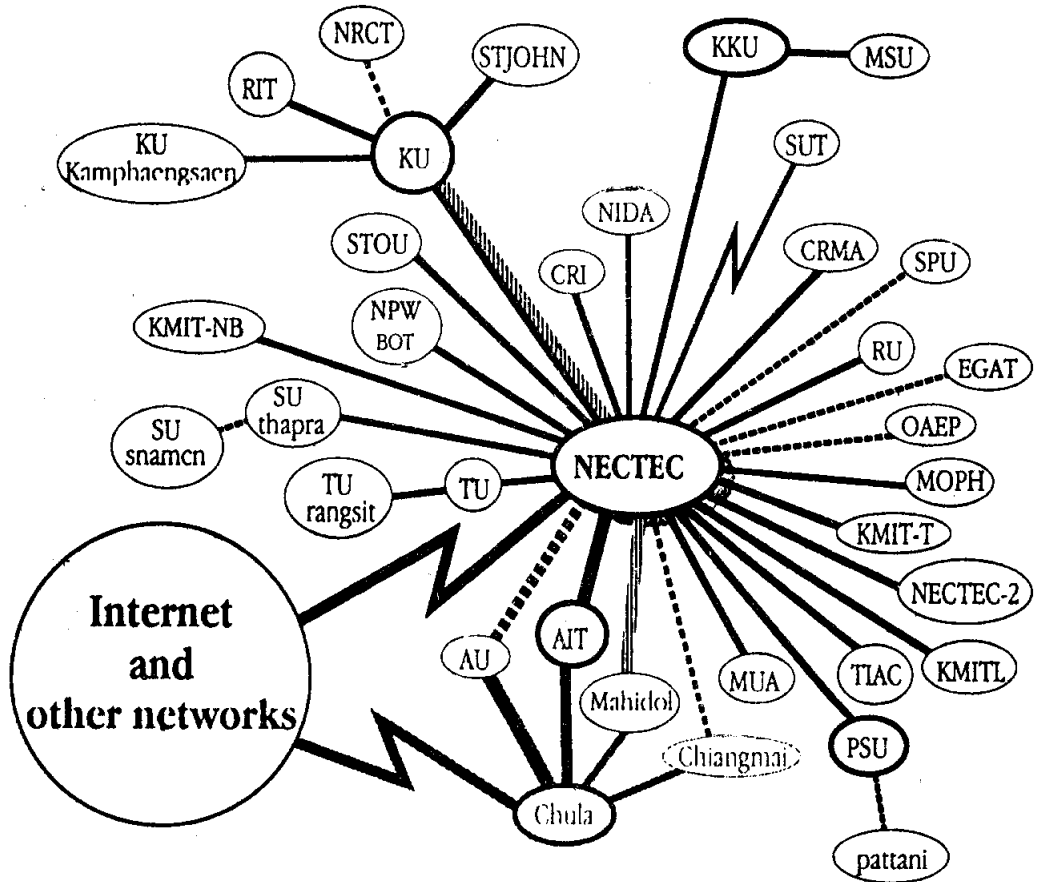 NRCT
STJOHN
KKU
MSU
RIT
KU
KU
Kamphaengsaen
SUT
NIDA
STOU
CRI
CRMA
SPU
NPW
BOT
KMIT-NB
RU
EGAT
SU
thapra
SU
snamcn
OAEP
NECTEC
MOPH
TU
TU
rangsit
KMIT-T
NECTEC-2
Internet
and
other networks
AIT
AU
MUA
TIAC
KMITL
Mahidol
PSU
Chiangmai
Chula
pattani